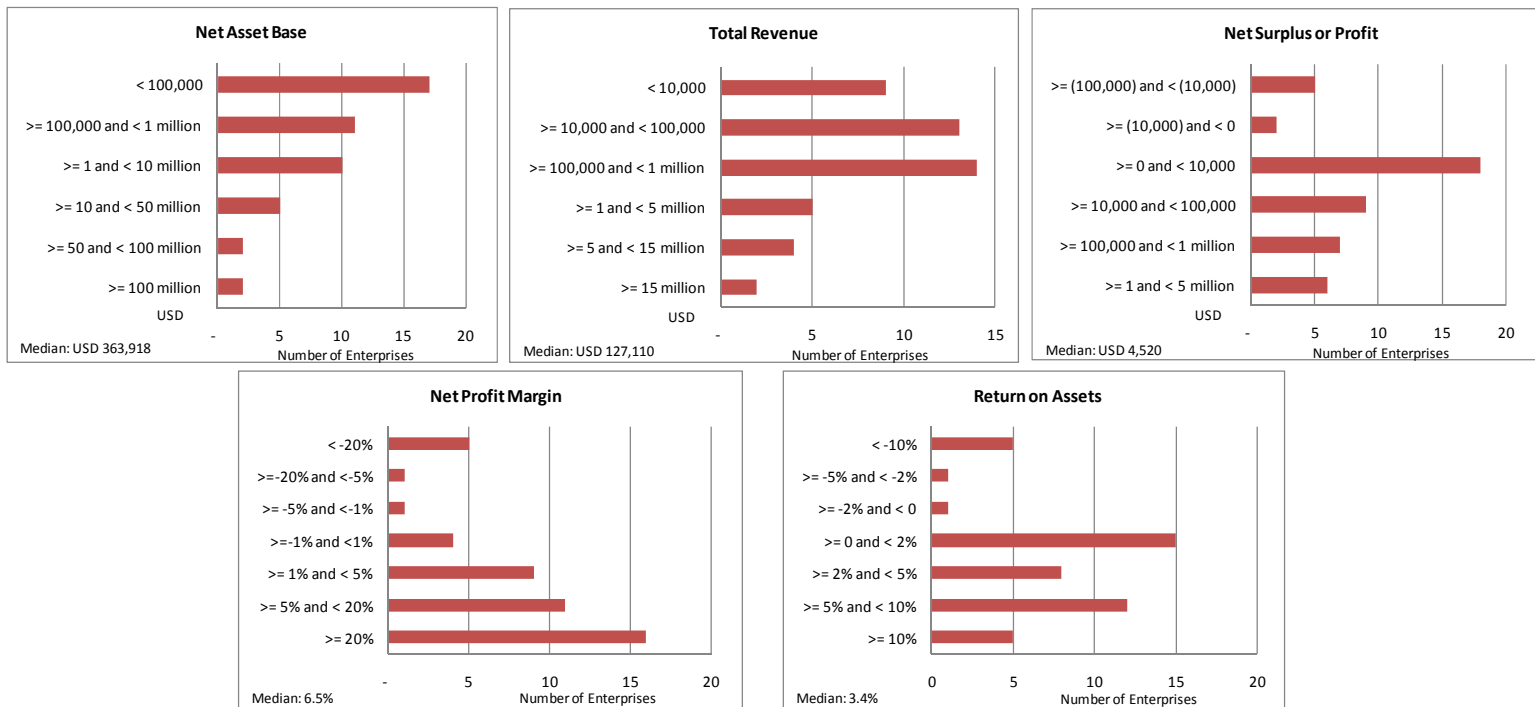 Net Asset Base
< 100,000
>= 100,000 and < 1 million
>= 1 and < 10 million
>= 10 and < 50 million
>= 50 and < 100 million
>= 100 million
USD
- 5 10 15 20
Number of Enterprises
Median: USD 363,918
Total Revenue
< 10,000
>= 10,000 and < 100,000
>= 100,000 and < 1 million
>= 1 and < 5 million
>= 5 and < 15 million
>= 15 million
USD
- 5 10 15
Number of Enterprises
Median: USD 127,110
Net Surplus or Profit
>= (100,000) and < (10,000)
>= (10,000) and < 0
>= 0 and < 10,000
>= 10,000 and < 100,000
>= 100,000 and < 1 million
>= 1 and < 5 million
USD
- 5 10 15 20
Number of Enterprises
Median: USD 4,520
Net Profit Margin
< -20%
>=-20% and <-5%
>= -5% and <-1%
>=-1% and <1%
>= 1% and < 5%
>= 5% and < 20%
>= 20%
- 5 10 15 20
Number of Enterprises
Median: 6.5%
Return on Assets
< -10%
>= -5% and < -2%
>= -2% and < 0
>= 0 and < 2%
>= 2% and < 5%
>= 5% and < 10%
>= 10%
0 5 10 15 20
Number of Enterprises
Median: 3.4%